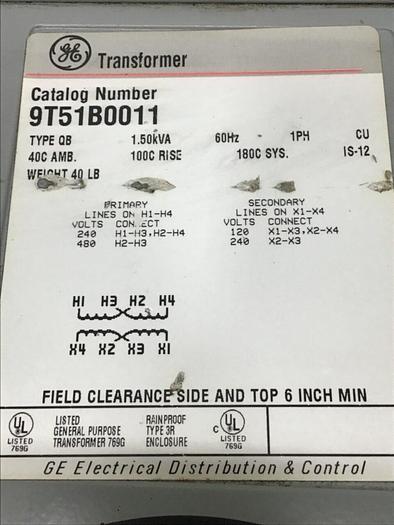 GE Transformer
Catalog Number
9T51B0011
TYPE QB 1.50kVA 60Hz 1PH CU
40C AMB. 100C RISE 180C SYS. IS-12
WEIGHT 40 LB
PRIMARY SECONDARY
LINES ON H1-H4 LINES ON X1-X4
VOLTS CONNECT VOLTS CONNECT
240 H1-H3,H2-H4 120 X1-X3,X2-X4
480 H2-H3 240 X2-X3
H1 H3 H2 H4
X4 X2 X3 X1
FIELD CLEARANCE SIDE AND TOP 6 INCH MIN
UL LISTED 769G
LISTED
GENERAL PURPOSE
TRANSFORMER 769G
RAINPROOF
TYPE 3R
ENCLOSURE
C UL LISTED 769G
GE Electrical Distribution & Control